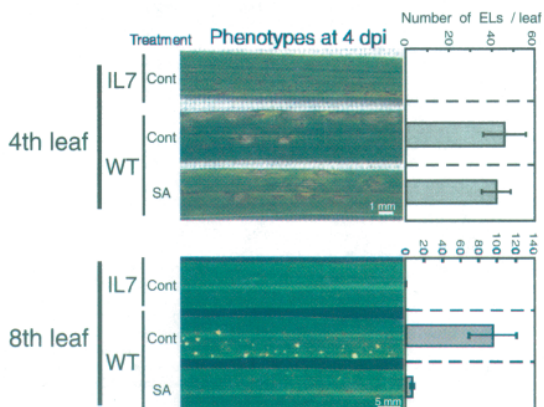 Number of ELs / leaf
Treatment Phenotypes at 4 dpi
0 20 40 60
4th leaf
IL7 Cont
WT Cont
SA
1 mm
0 20 40 60 80 100 120 140
8th leaf
IL7 Cont
WT Cont
SA
5 mm